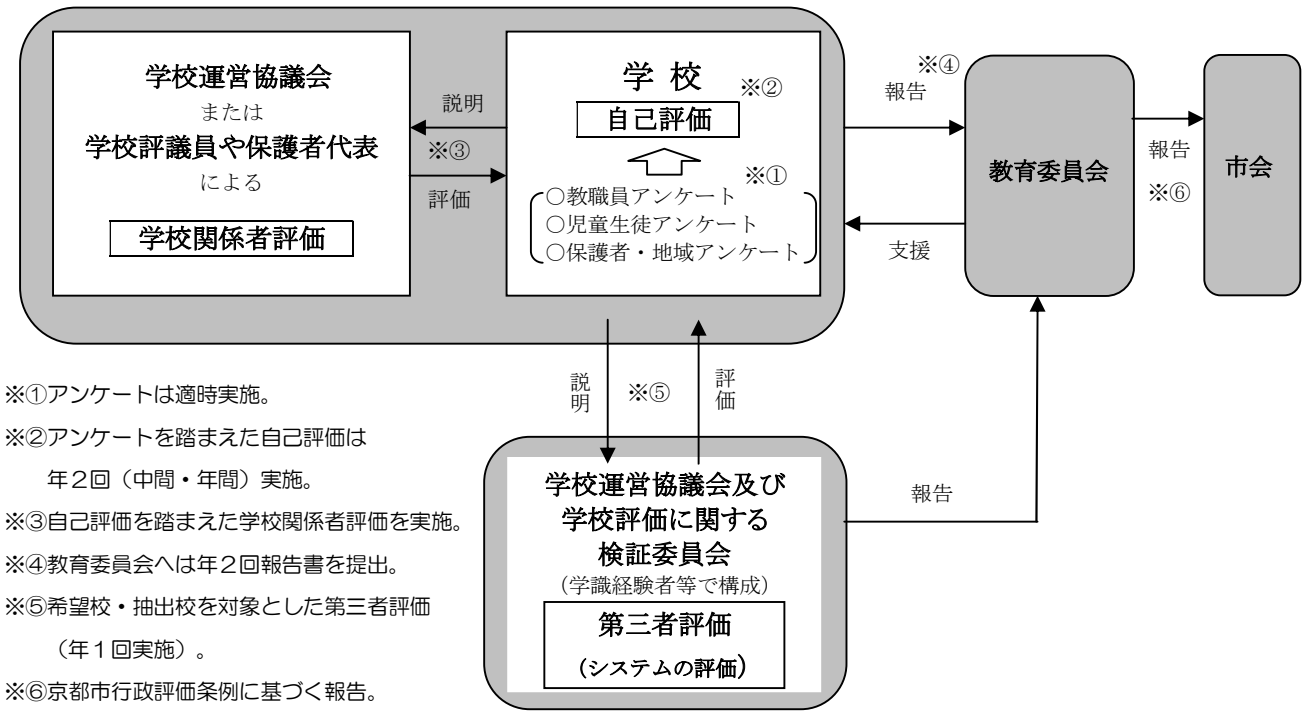 学校運営協議会
または
学校評議員や保護者代表
による
学校関係者評価
説明
※③
評価
学 校
※②
自己評価
※①
○教職員アンケート
○児童生徒アンケート
○保護者・地域アンケート
※④
報告
支援
教育委員会
報告
※⑥
市会
説明
※⑤
評価
学校運営協議会及び
学校評価に関する
検証委員会
(学識経験者等で構成)
第三者評価
(システムの評価)
報告
※①アンケートは適時実施。
※②アンケートを踏まえた自己評価は
年2回（中間・年間）実施。
※③自己評価を踏まえた学校関係者評価を実施。
※④教育委員会へは年2回報告書を提出。
※⑤希望校・抽出校を対象とした第三者評価
（年1回実施）。
※⑥京都市行政評価条例に基づく報告。